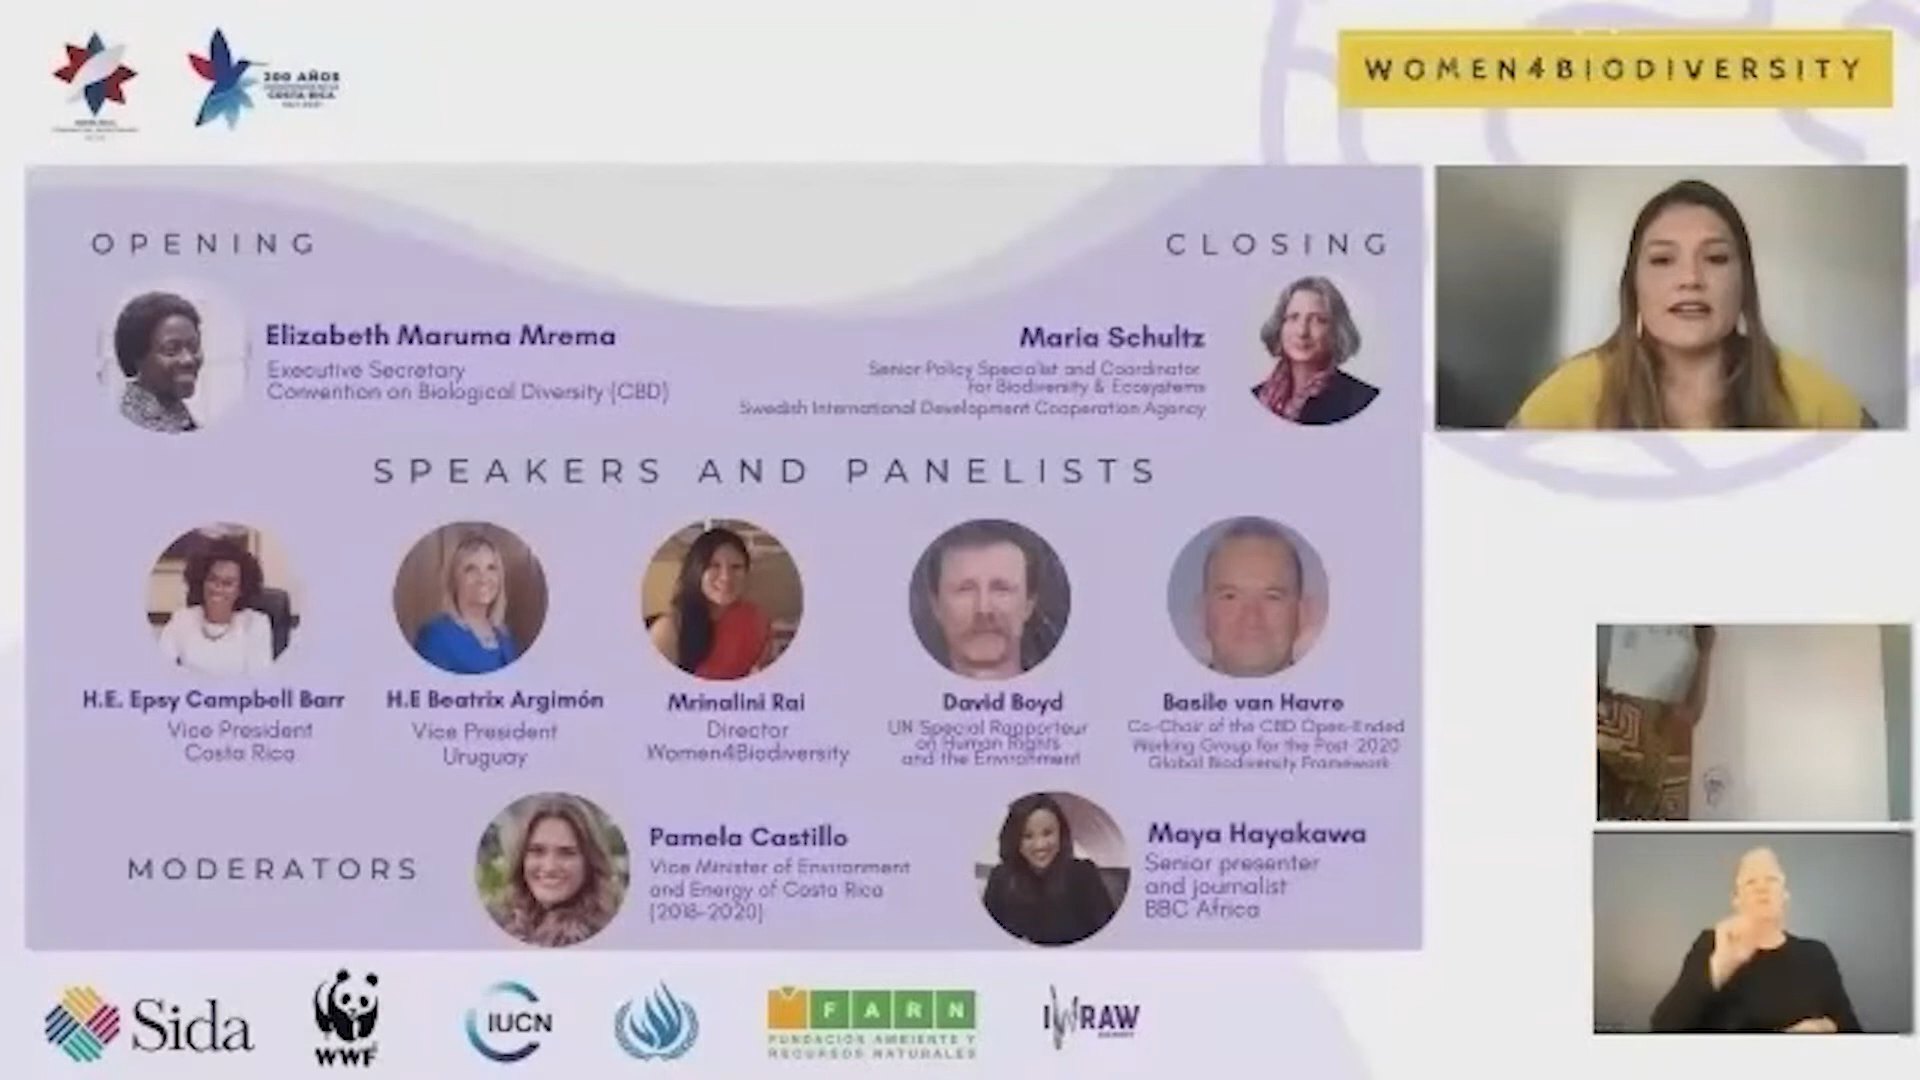 200 AÑOS
COSTA RICA
WOMEN4BIODIVERSITY
OPENING
CLOSING
Elizabeth Maruma Mrema
Executive Secretary
Convention on Biological Diversity (CBD)
Maria Schultz
Senior Policy Specialist and Coordinator
for Biodiversity & Ecosystems
Swedish International Development Cooperation Agency
SPEAKERS AND PANELISTS
H.E. Epsy Campbell Barr
Vice President
Costa Rica
H.E Beatrix Argimón
Vice President
Uruguay
Mrinalini Rai
Director
Women4Biodiversity
David Boyd
UN Special Rapporteur
on Human Rights
and the Environment
Basile van Havre
Co-Chair of the CBD Open-Ended
Working Group for the Post-2020
Global Biodiversity Framework
MODERATORS
Pamela Castillo
Vice Minister of Environment
and Energy of Costa Rica
(2018-2020)
Maya Hayakawa
Senior presenter
and journalist
BBC Africa
Sida
WWF
IUCN
FARN
FUNDACIÓN AMBIENTE Y
RECURSOS NATURALES
IWRAW